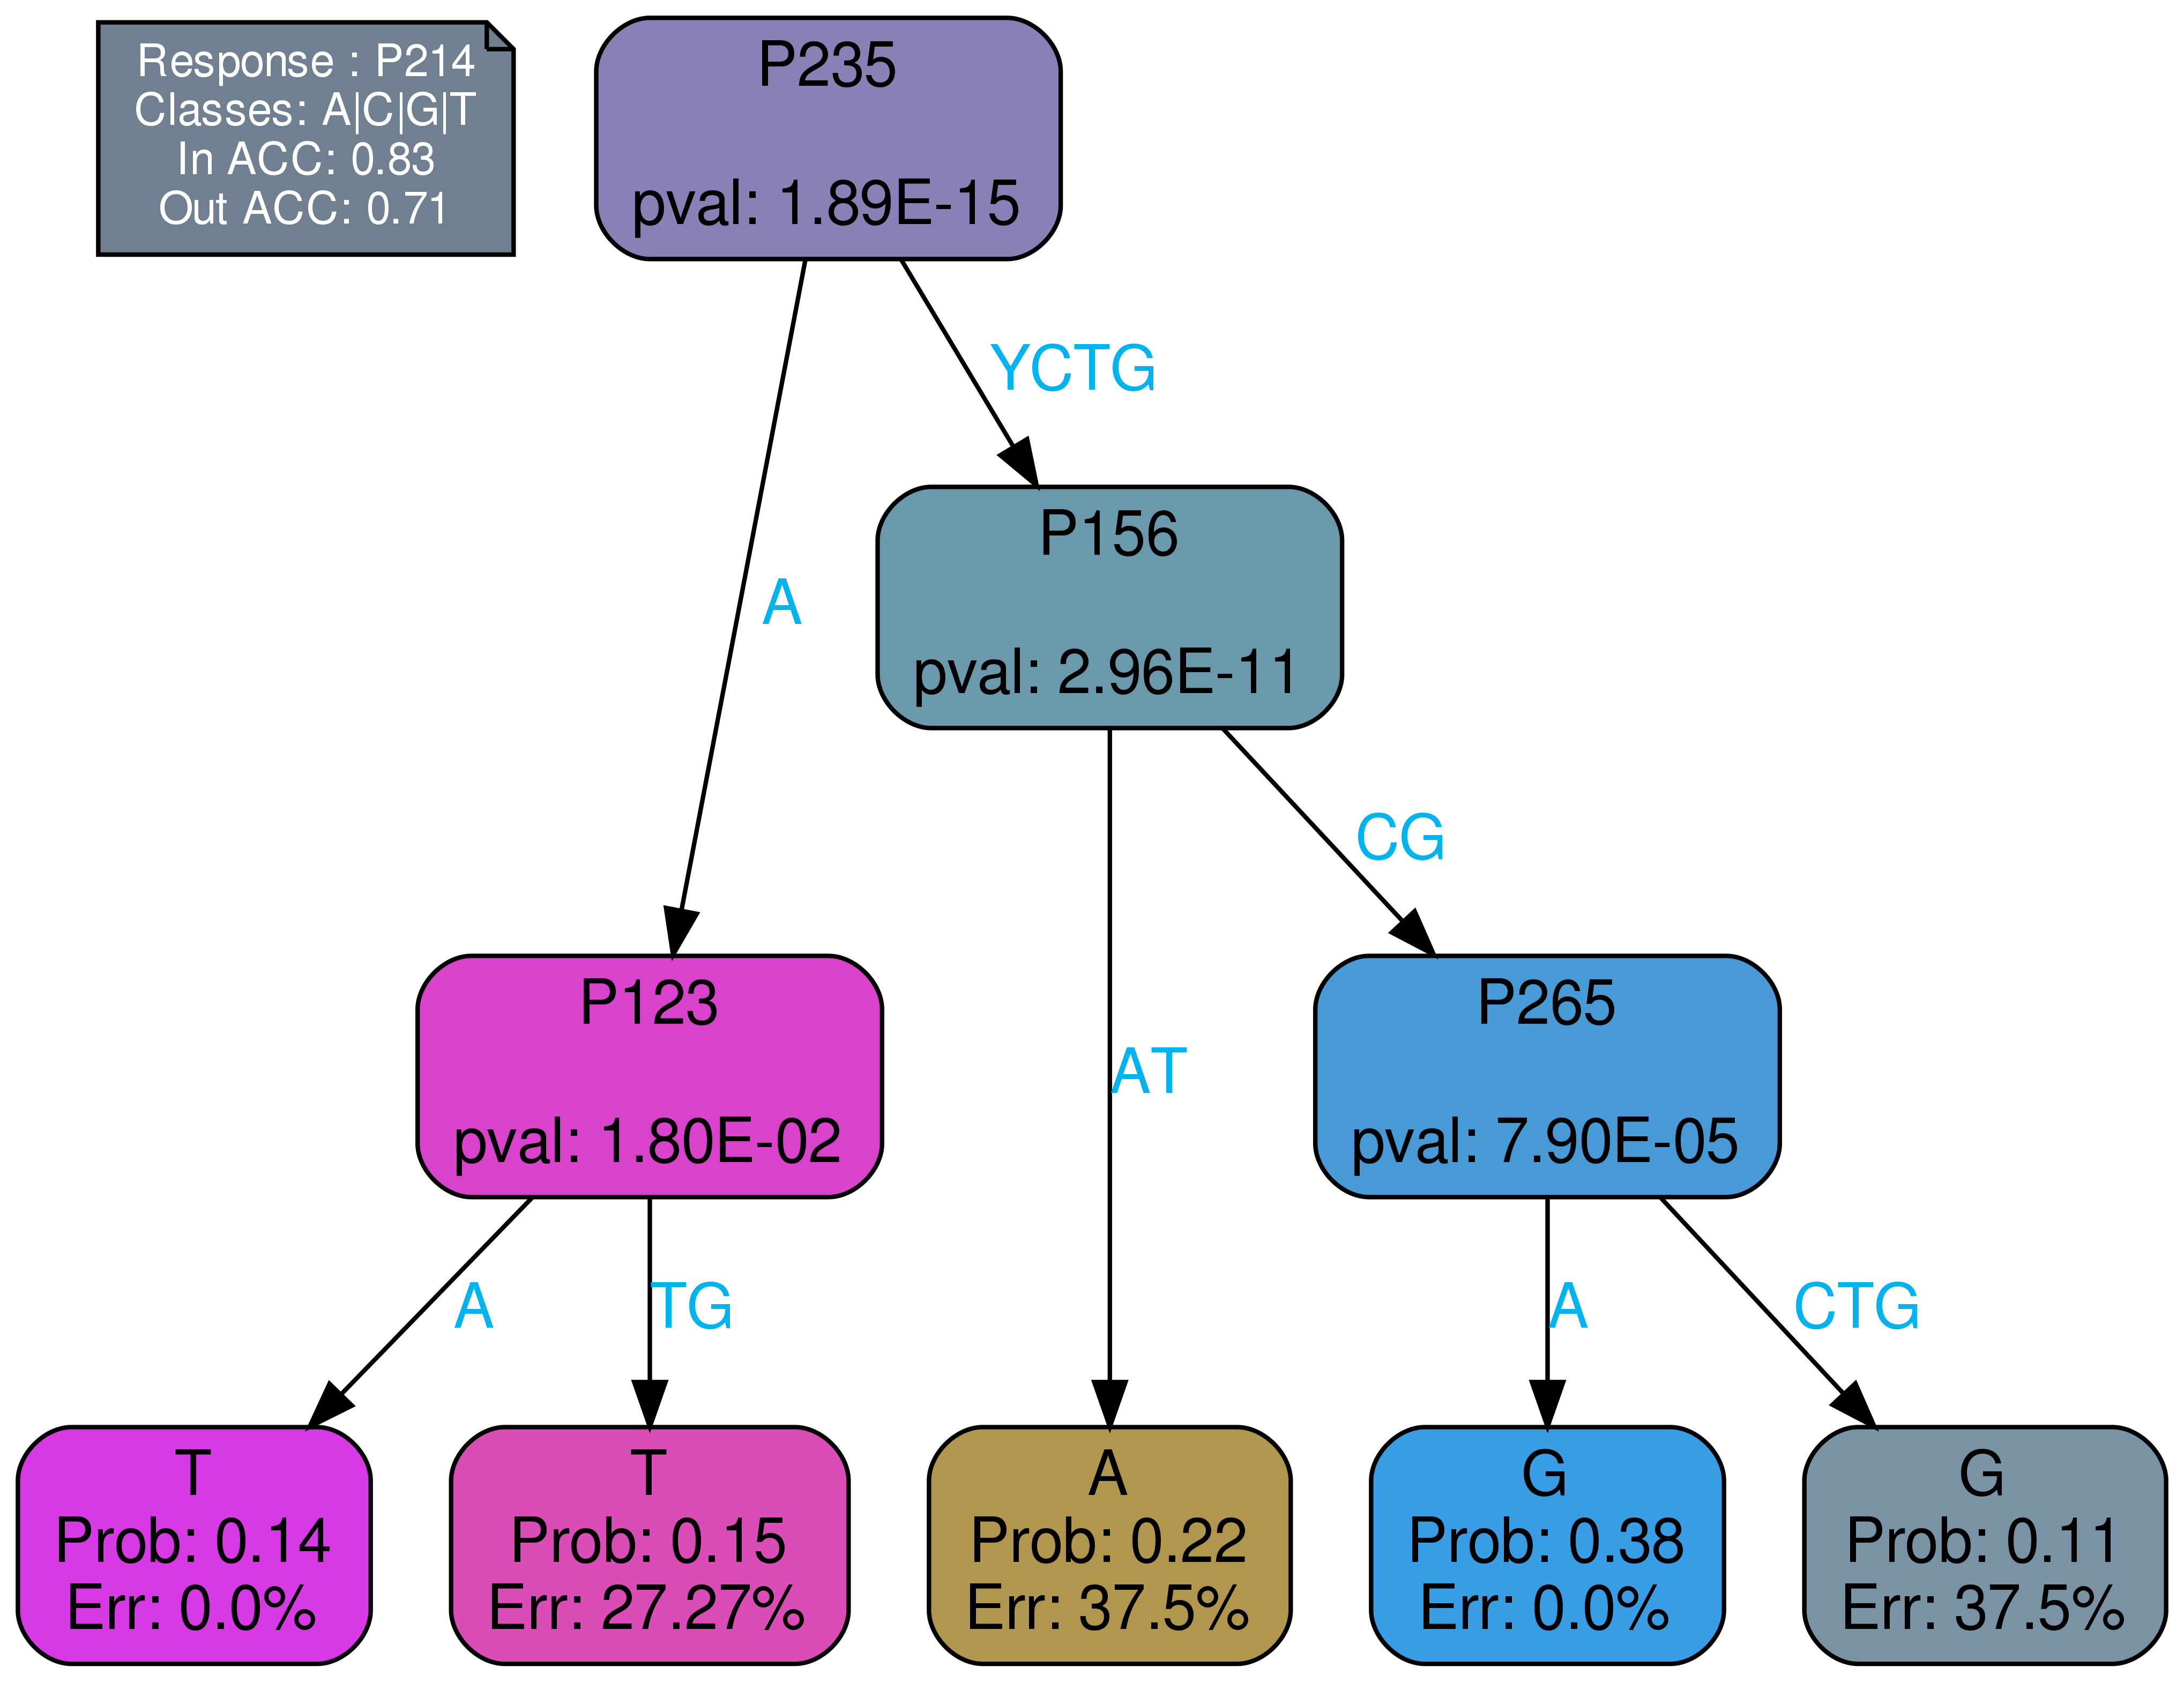 Response : P214
Classes: A|C|G|T
In ACC: 0.83
Out ACC: 0.71
P235
pval: 1.89E-15
YCTG
A
P156
pval: 2.96E-11
CG
AT
P123
pval: 1.80E-02
P265
pval: 7.90E-05
A
TG
A
CTG
T
Prob: 0.14
Err: 0.0%
T
Prob: 0.15
Err: 27.27%
A
Prob: 0.22
Err: 37.5%
G
Prob: 0.38
Err: 0.0%
G
Prob: 0.11
Err: 37.5%